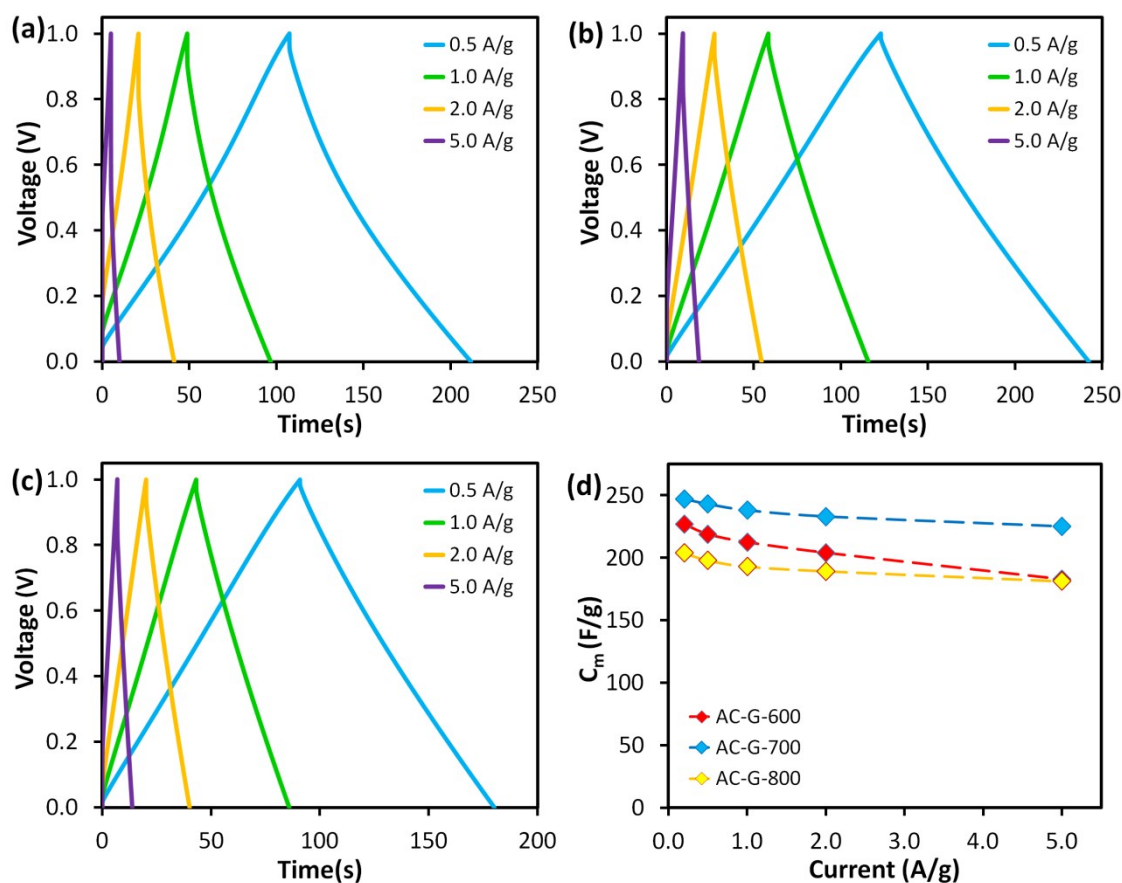 (a)
1.0
0.8
0.6
0.4
0.2
0.0
Voltage (V)
0.5 A/g
1.0 A/g
2.0 A/g
5.0 A/g
0 50 100 150 200 250
Time(s)
(b)
1.0
0.8
0.6
0.4
0.2
0.0
Voltage (V)
0.5 A/g
1.0 A/g
2.0 A/g
5.0 A/g
0 50 100 150 200 250
Time(s)
(c)
1.0
0.8
0.6
0.4
0.2
0.0
Voltage (V)
0.5 A/g
1.0 A/g
2.0 A/g
5.0 A/g
0 50 100 150 200
Time(s)
(d)
250
200
150
100
50
0
Cm (F/g)
AC-G-600
AC-G-700
AC-G-800
0.0 1.0 2.0 3.0 4.0 5.0
Current (A/g)